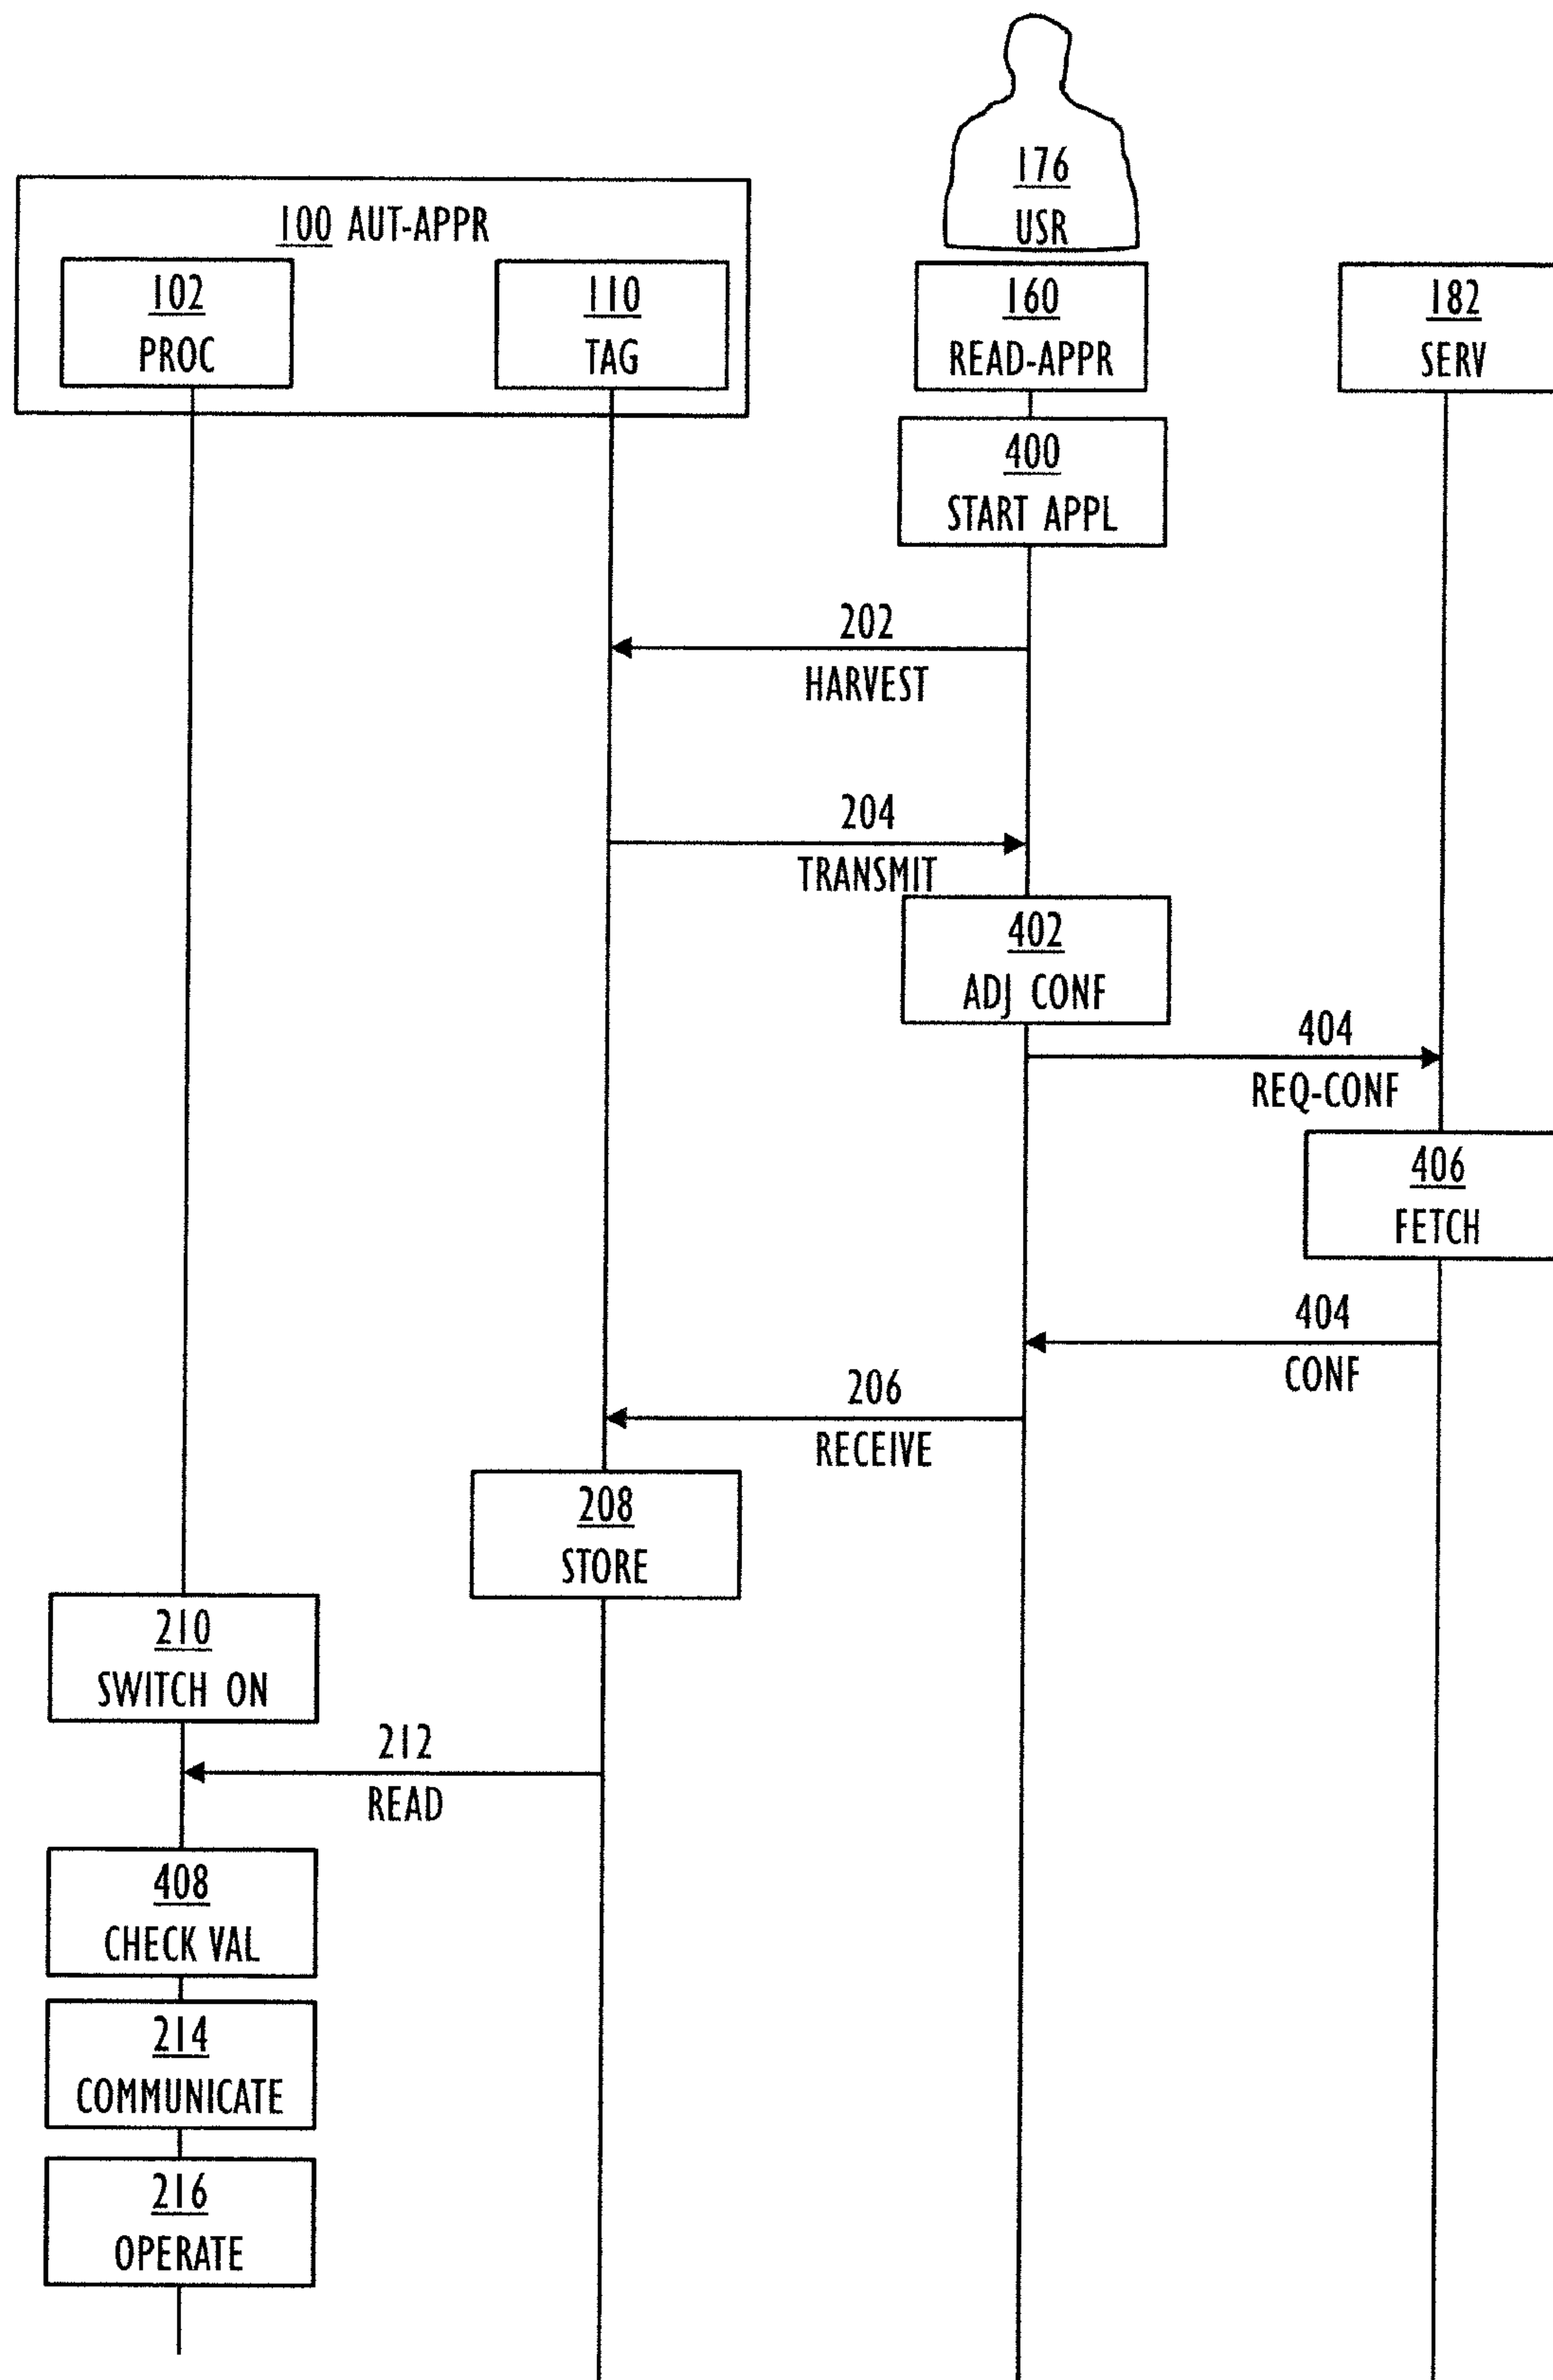 176
USR
100 AUT-APPR
102
PROC
110
TAG
160
READ-APPR
182
SERV
400
START APPL
202
HARVEST
204
TRANSMIT
402
ADJ CONF
404
REQ-CONF
406
FETCH
404
CONF
206
RECEIVE
208
STORE
210
SWITCH ON
212
READ
408
CHECK VAL
214
COMMUNICATE
216
OPERATE